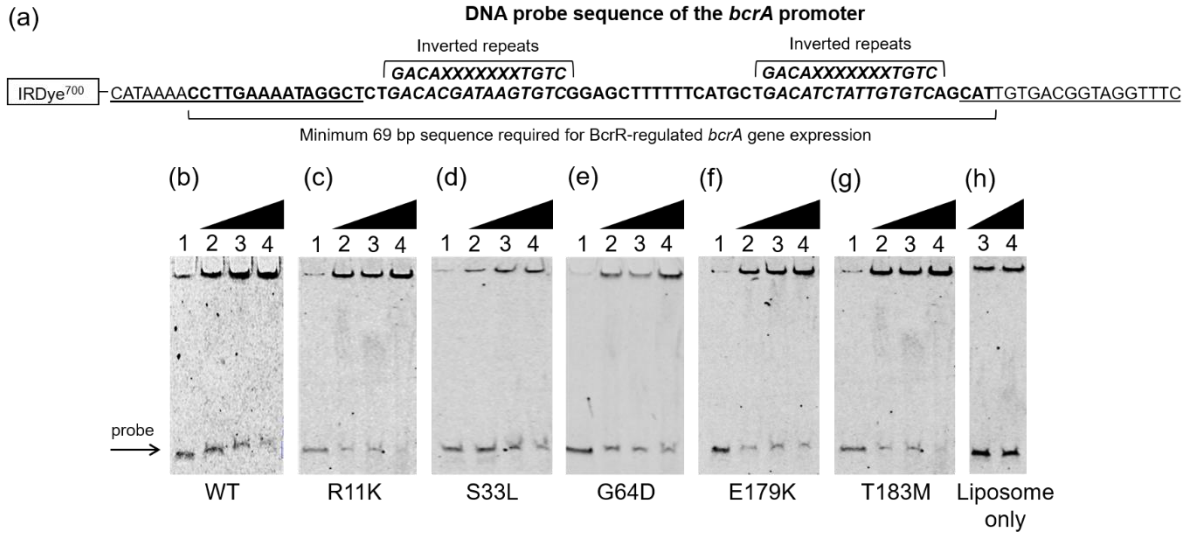 (a)
DNA probe sequence of the bcrA promoter
Inverted repeats Inverted repeats
GACAXXXXXXXTGTC GACAXXXXXXXTGTC
IRDye700 CATAAAACCTTGAAAATAGGCTCTGACACGATAAGTGTCGGAGCTTTTTTCATGCTGACATCTATTGTGTCAGCATTGTGACGGTAGGTTTC
Minimum 69 bp sequence required for BcrR-regulated bcrA gene expression
(b) (c) (d) (e) (f) (g) (h)
1 2 3 4 1 2 3 4 1 2 3 4 1 2 3 4 1 2 3 4 1 2 3 4 3 4
probe
WT R11K S33L G64D E179K T183M Liposome
only